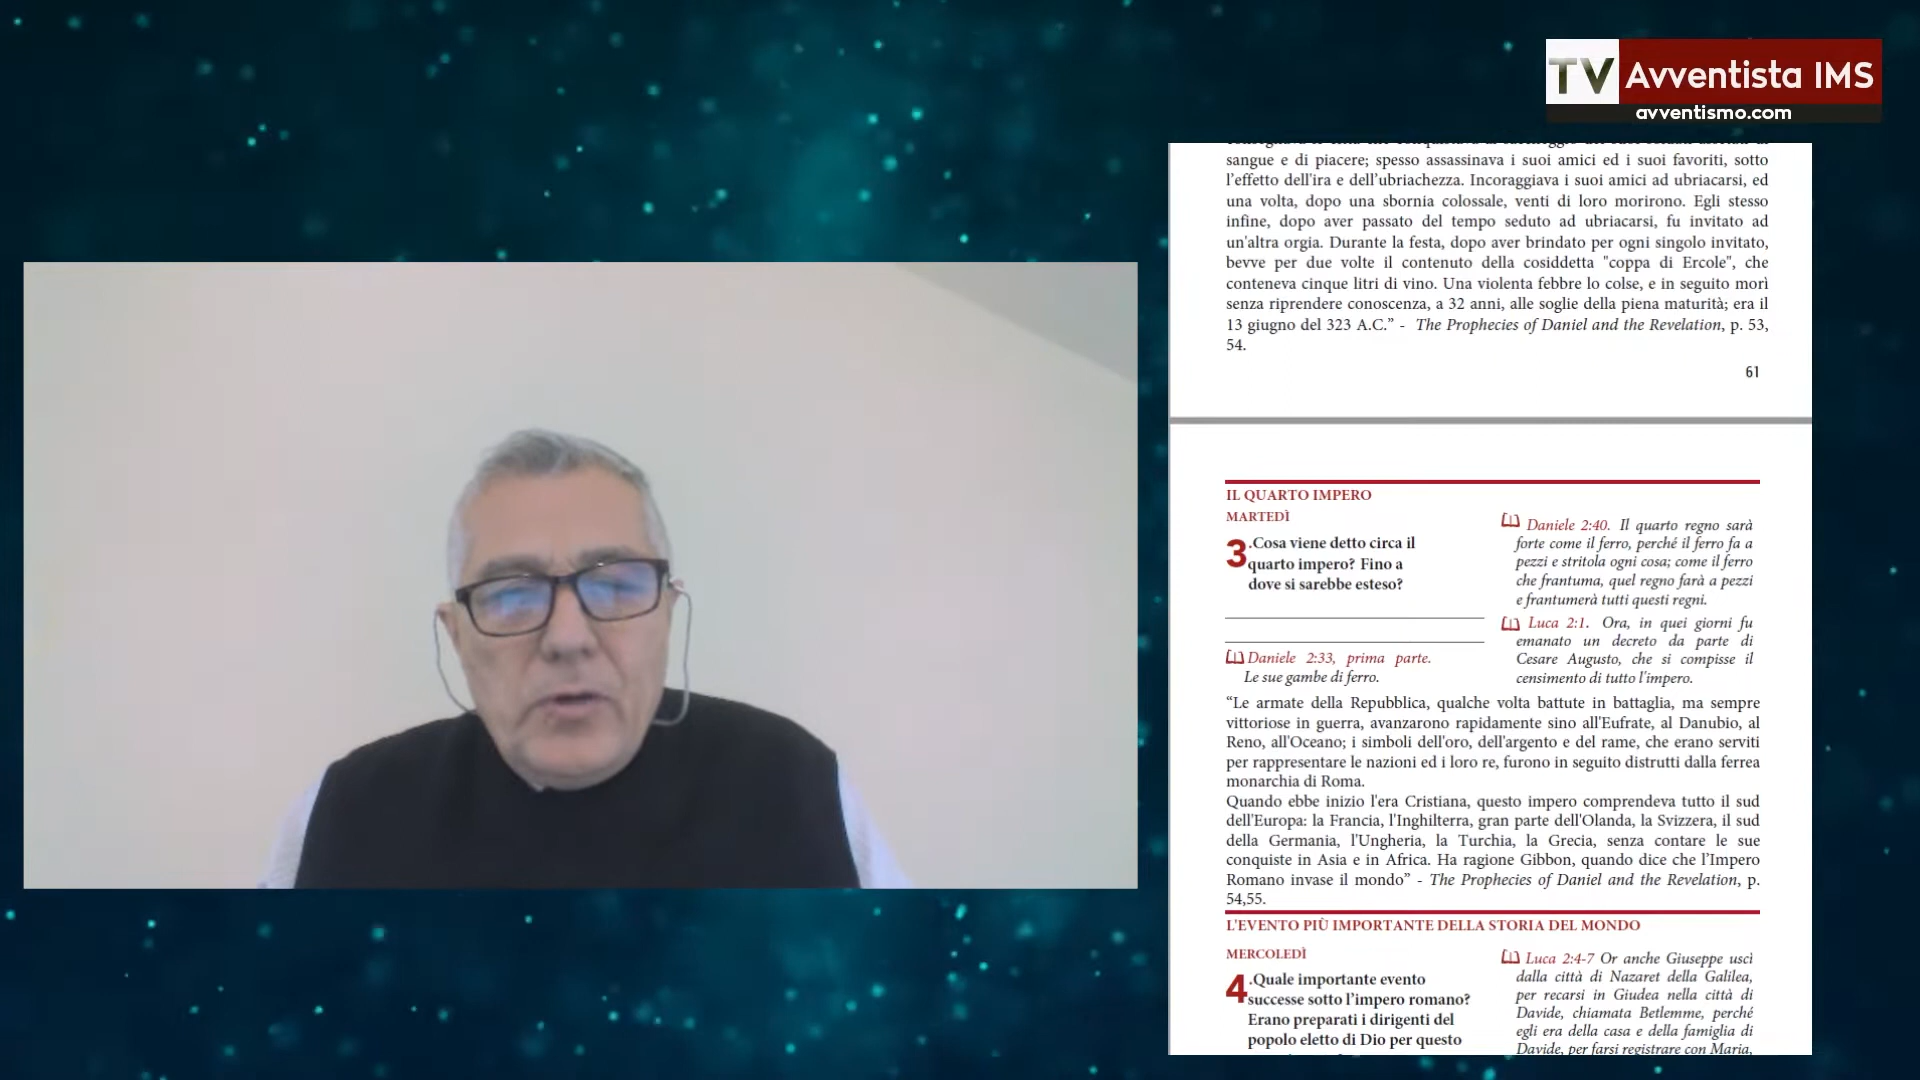 TV Avventista IMS
avventismo.com
sangue e di piacere; spesso assassinava i suoi amici ed i suoi favoriti, sotto
l’effetto dell'ira e dell’ubriachezza. Incoraggiava i suoi amici ad ubriacarsi, ed
una volta, dopo una sbornia colossale, venti di loro morirono. Egli stesso
infine, dopo aver passato del tempo seduto ad ubriacarsi, fu invitato ad
un'altra orgia. Durante la festa, dopo aver brindato per ogni singolo invitato,
bevve per due volte il contenuto della cosiddetta "coppa di Ercole", che
conteneva cinque litri di vino. Una violenta febbre lo colse, e in seguito morì
senza riprendere conoscenza, a 32 anni, alle soglie della piena maturità; era il
13 giugno del 323 A.C.” - The Prophecies of Daniel and the Revelation, p. 53,
54.
61
IL QUARTO IMPERO
MARTEDÌ
3.Cosa viene detto circa il
quarto impero? Fino a
dove si sarebbe esteso?
Daniele 2:33, prima parte.
Le sue gambe di ferro.
Daniele 2:40. Il quarto regno sarà
forte come il ferro, perché il ferro fa a
pezzi e stritola ogni cosa; come il ferro
che frantuma, quel regno farà a pezzi
e frantumerà tutti questi regni.
Luca 2:1. Ora, in quei giorni fu
emanato un decreto da parte di
Cesare Augusto, che si compisse il
censimento di tutto l'impero.
“Le armate della Repubblica, qualche volta battute in battaglia, ma sempre
vittoriose in guerra, avanzarono rapidamente sino all'Eufrate, al Danubio, al
Reno, all'Oceano; i simboli dell'oro, dell'argento e del rame, che erano serviti
per rappresentare le nazioni ed i loro re, furono in seguito distrutti dalla ferrea
monarchia di Roma.
Quando ebbe inizio l'era Cristiana, questo impero comprendeva tutto il sud
dell'Europa: la Francia, l'Inghilterra, gran parte dell'Olanda, la Svizzera, il sud
della Germania, l'Ungheria, la Turchia, la Grecia, senza contare le sue
conquiste in Asia e in Africa. Ha ragione Gibbon, quando dice che l’Impero
Romano invase il mondo” - The Prophecies of Daniel and the Revelation, p.
54,55.
L'EVENTO PIÙ IMPORTANTE DELLA STORIA DEL MONDO
MERCOLEDÌ
4.Quale importante evento
successe sotto l’impero romano?
Erano preparati i dirigenti del
popolo eletto di Dio per questo
Luca 2:4-7 Or anche Giuseppe uscì
dalla città di Nazaret della Galilea,
per recarsi in Giudea nella città di
Davide, chiamata Betlemme, perché
egli era della casa e della famiglia di
Davide, per farsi registrare con Maria,